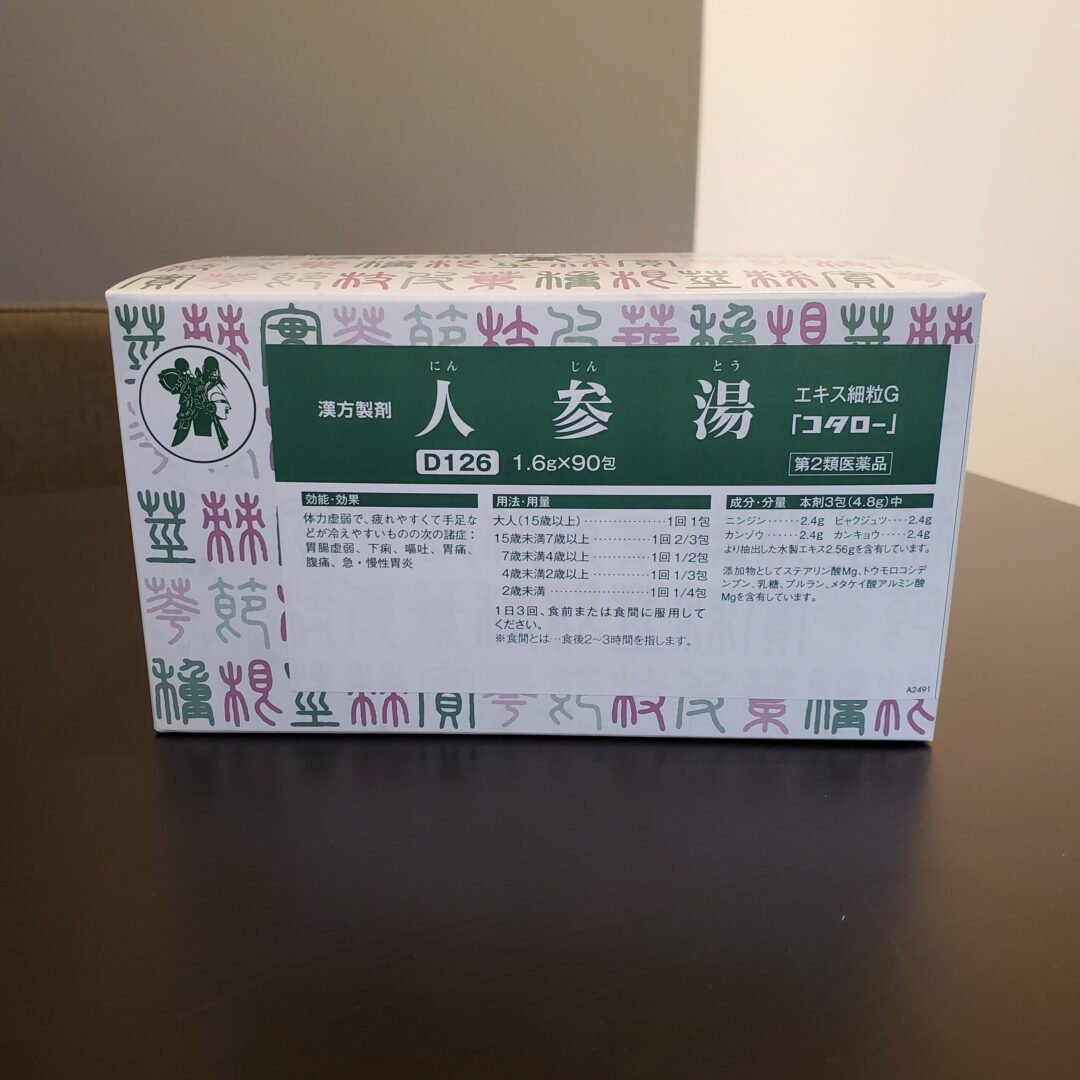 にん じん とう
漢方製剤 人参湯 エキス細粒G
「コタロー」
D126 1.6g×90包 第2類医薬品
効能・効果
体力虚弱で、疲れやすくて手足な
どが冷えやすいものの次の諸症：
胃腸虚弱、下痢、嘔吐、胃痛、
腹痛、急・慢性胃炎
用法・用量
大人(15歳以上)‥‥‥‥‥1回 1包
15歳未満7歳以上‥‥‥‥1回 2/3包
7歳未満4歳以上‥‥‥‥1回 1/2包
4歳未満2歳以上‥‥‥‥1回 1/3包
2歳未満‥‥‥‥‥‥‥1回 1/4包
1日3回、食前または食間に服用して
ください。
※食間とは…食後2〜3時間を指します。
成分・分量 本剤3包(4.8g)中
ニンジン‥‥‥2.4g ビャクジュツ‥‥2.4g
カンゾウ‥‥‥2.4g カンキョウ‥‥‥2.4g
より抽出した水製エキス2.56gを含有しています。
添加物としてステアリン酸Mg、トウモロコシデ
ンプン、乳糖、プルラン、メタケイ酸アルミン酸
Mgを含有しています。
A2491